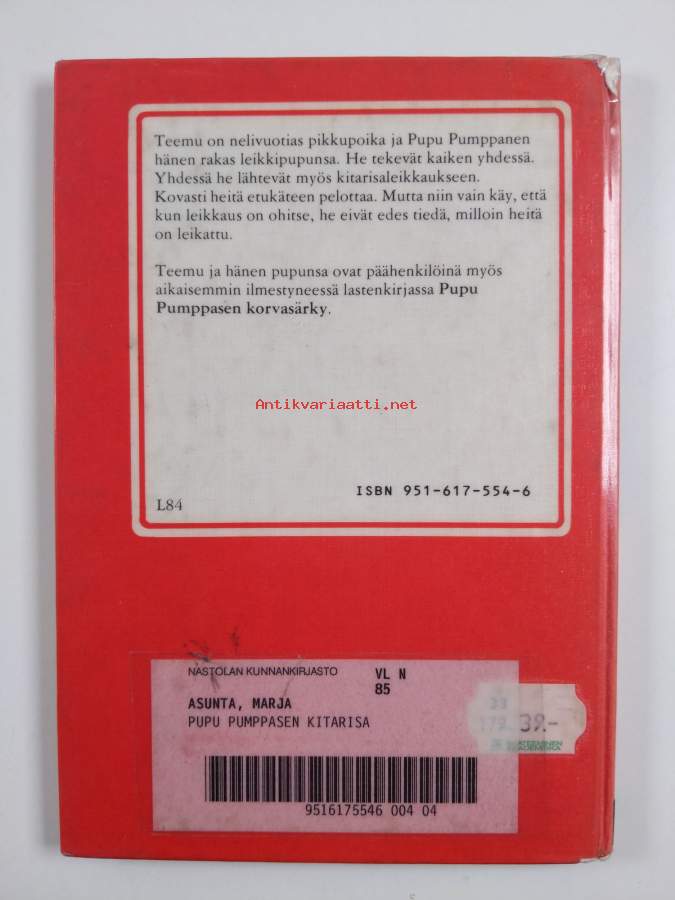 Teemu on nelivuotias pikkupoika ja Pupu Pumppanen
hänen rakas leikkipupunsa. He tekevät kaiken yhdessä.
Yhdessä he lähtevät myös kitarisaleikkaukseen.
Kovasti heitä etukäteen pelottaa. Mutta niin vain käy, että
kun leikkaus on ohitse, he eivät edes tiedä, milloin heitä
on leikattu.
Teemu ja hänen pupunsa ovat päähenkilöinä myös
aikaisemmin ilmestyneessä lastenkirjassa Pupu
Pumppasen korvasärky.
Antikvariaatti.net
ISBN 951-617-554-6
L84
NASTOLAN KUNNANKIRJASTO VL N
85
ASUNTA, MARJA
PUPU PUMPPASEN KITARISA
33
179. 39.-
9516175546 004 04